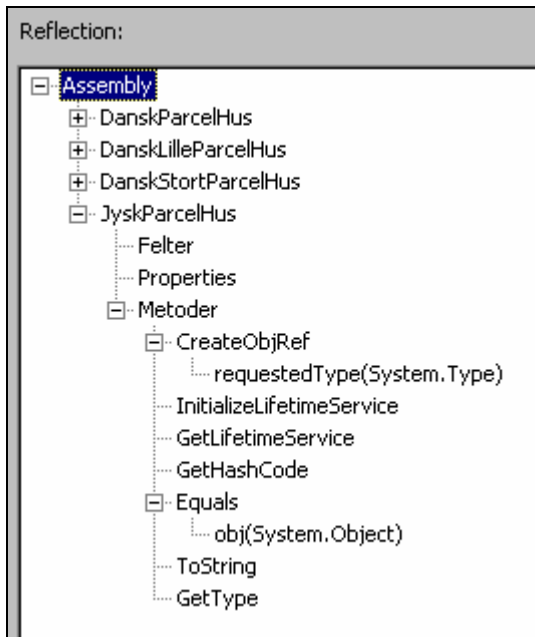 Reflection:
Assembly
DanskParcelHus
DanskLilleParcelHus
DanskStortParcelHus
JyskParcelHus
Felter
Properties
Metoder
CreateObjRef
requestedType(System.Type)
InitializeLifetimeService
GetLifetimeService
GetHashCode
Equals
obj(System.Object)
ToString
GetType